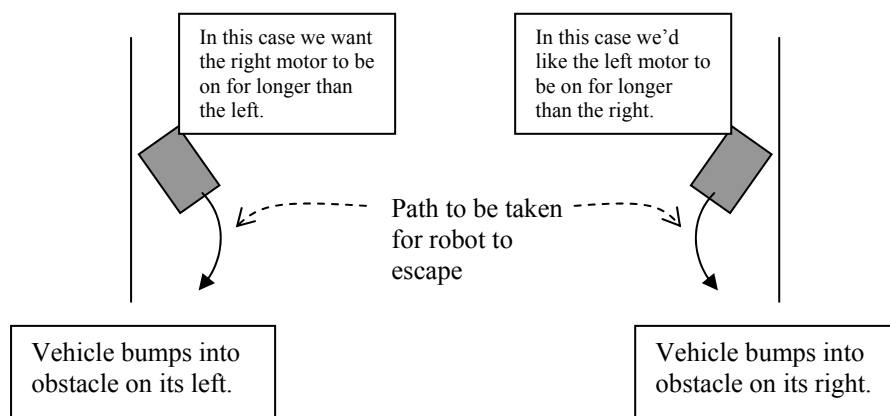 In this case we want
the right motor to be
on for longer than
the left.
In this case we’d
like the left motor to
be on for longer
than the right.
Path to be taken
for robot to
escape
Vehicle bumps into
obstacle on its left.
Vehicle bumps into
obstacle on its right.